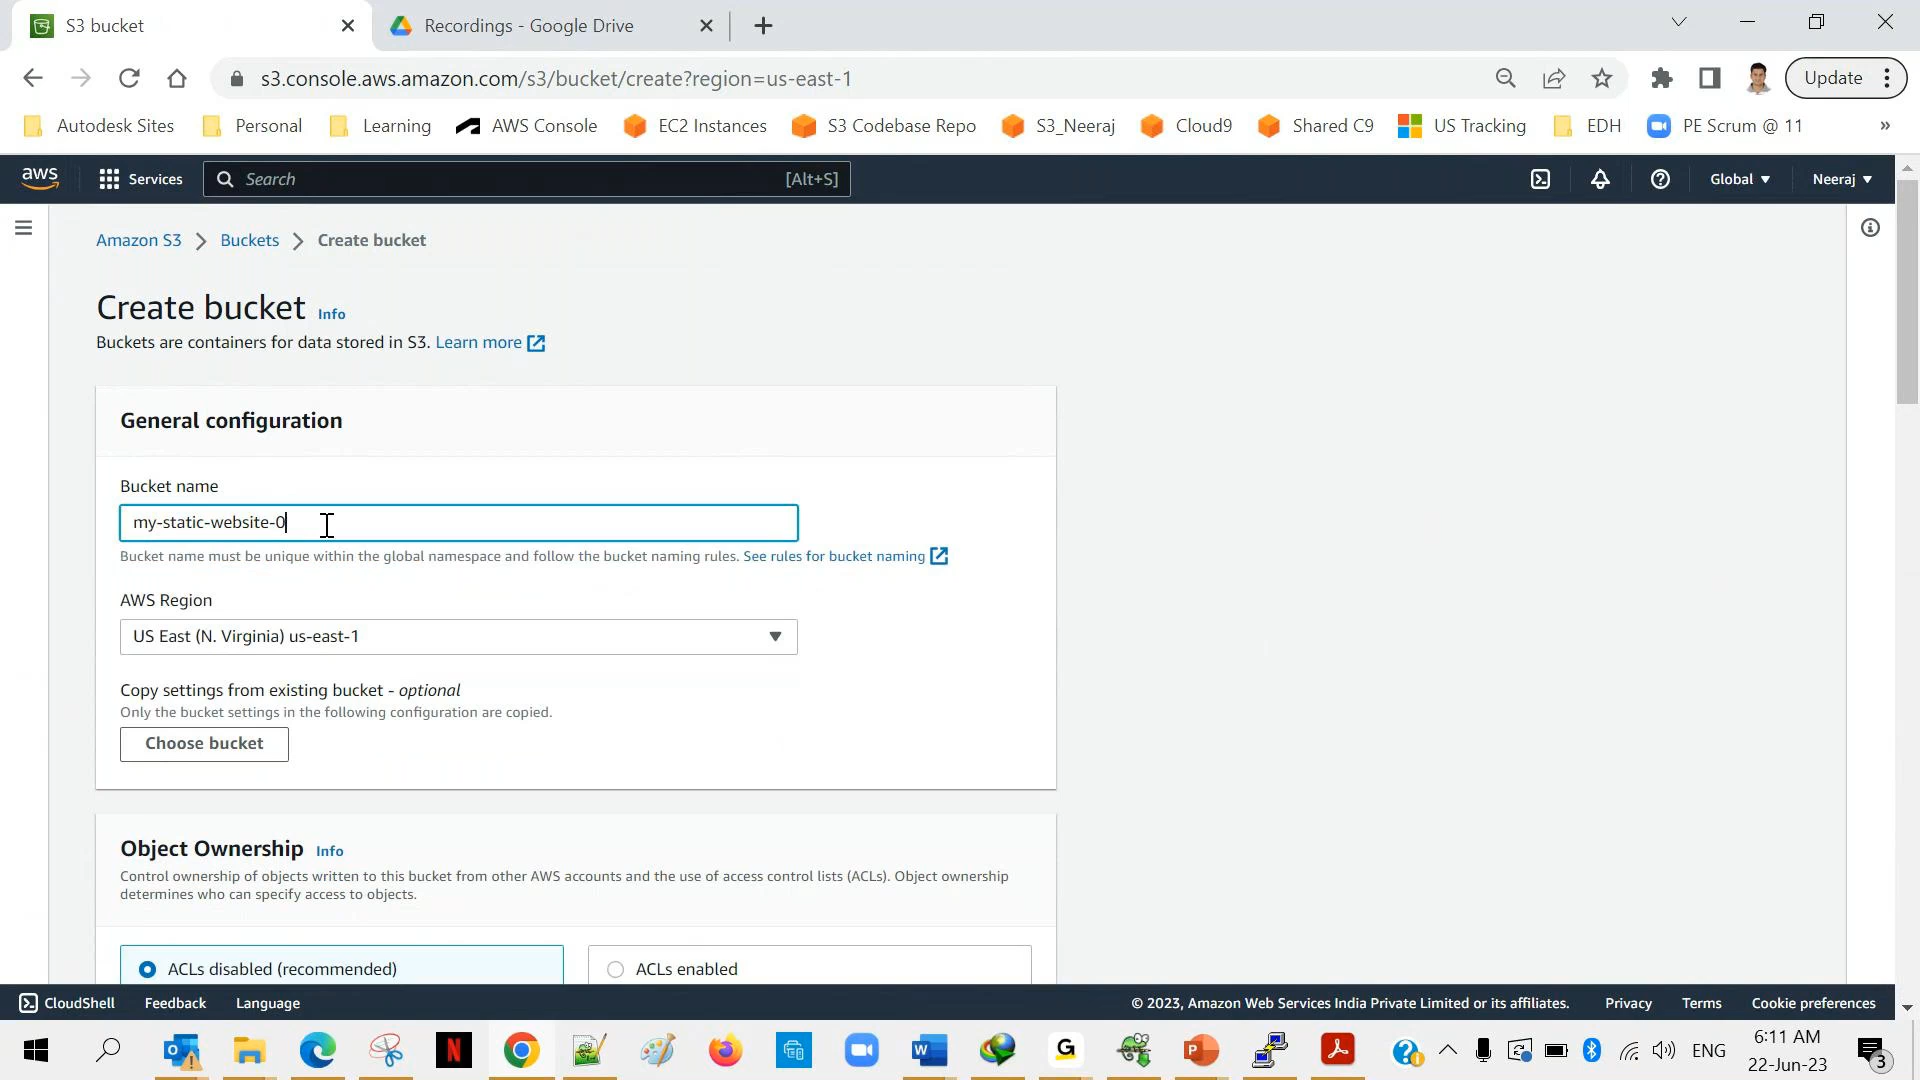 S3 bucket
Recordings - Google Drive
s3.console.aws.amazon.com/s3/bucket/create?region=us-east-1
Update
Autodesk Sites Personal Learning AWS Console EC2 Instances S3 Codebase Repo S3_Neeraj Cloud9 Shared C9 US Tracking EDH PE Scrum @ 11 »
aws Services Search [Alt+S] Global Neeraj
Amazon S3 Buckets Create bucket
Create bucket Info
Buckets are containers for data stored in S3. Learn more
General configuration
Bucket name
my-static-website-0
Bucket name must be unique within the global namespace and follow the bucket naming rules. See rules for bucket naming
AWS Region
US East (N. Virginia) us-east-1
Copy settings from existing bucket - optional
Only the bucket settings in the following configuration are copied.
Choose bucket
Object Ownership Info
Control ownership of objects written to this bucket from other AWS accounts and the use of access control lists (ACLs). Object ownership
determines who can specify access to objects.
ACLs disabled (recommended) ACLs enabled
CloudShell Feedback Language © 2023, Amazon Web Services India Private Limited or its affiliates. Privacy Terms Cookie preferences
ENG 6:11 AM
22-Jun-23 3